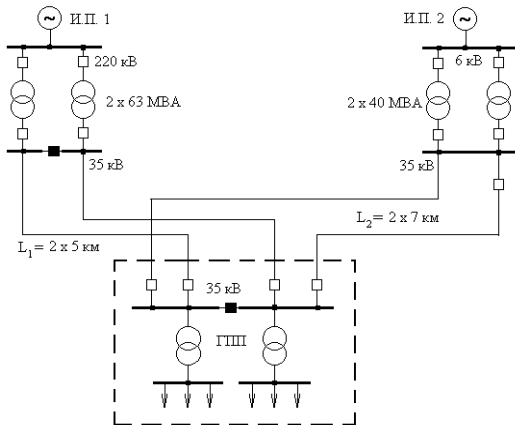 И.П. 1
И.П. 2
220 кВ
6 кВ
2 x 63 МВА
2 x 40 МВА
35 кВ
35 кВ
L₂= 2 x 7 км
L₁= 2 x 5 км
35 кВ
ГПП